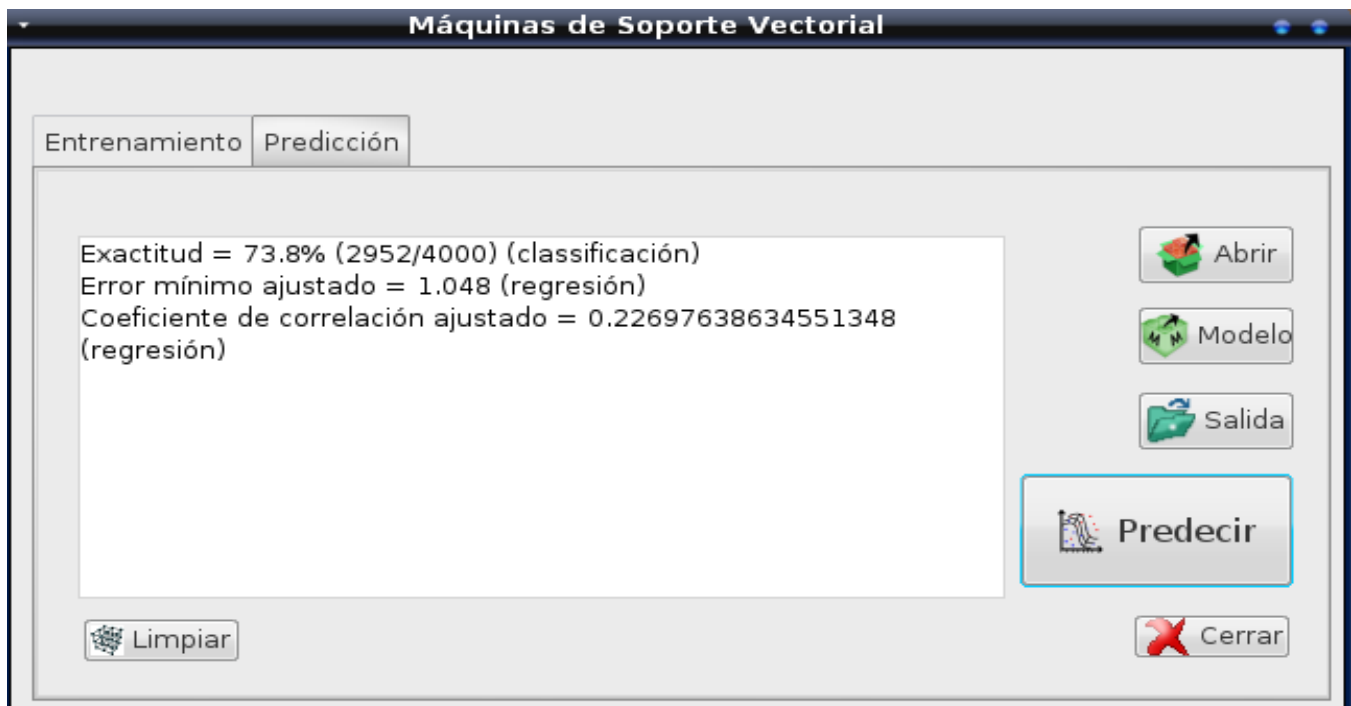 Máquinas de Soporte Vectorial
Entrenamiento
Predicción
Exactitud = 73.8% (2952/4000) (classificación)
Error mínimo ajustado = 1.048 (regresión)
Coeficiente de correlación ajustado = 0.22697638634551348
(regresión)
Abrir
Modelo
Salida
Predecir
Limpiar
Cerrar